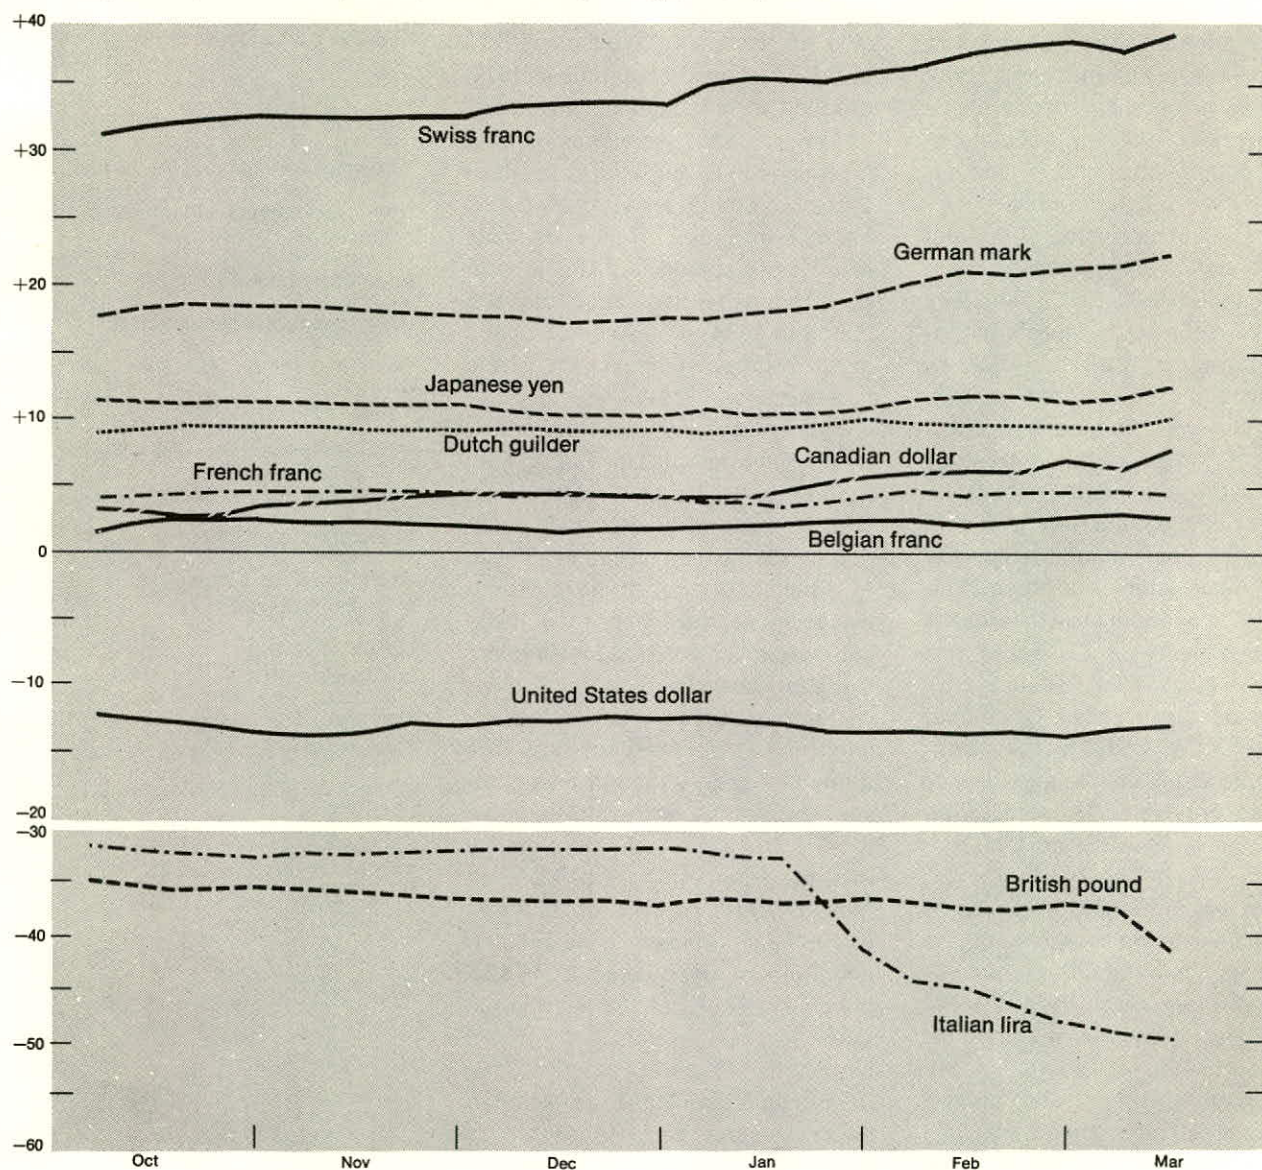 +40
Swiss franc
+30
German mark
+20
Japanese yen
+10
Dutch guilder
Canadian dollar
French franc
Belgian franc
0
−10
United States dollar
−20
−30
British pound
−40
Italian lira
−50
−60
Oct Nov Dec Jan Feb Mar